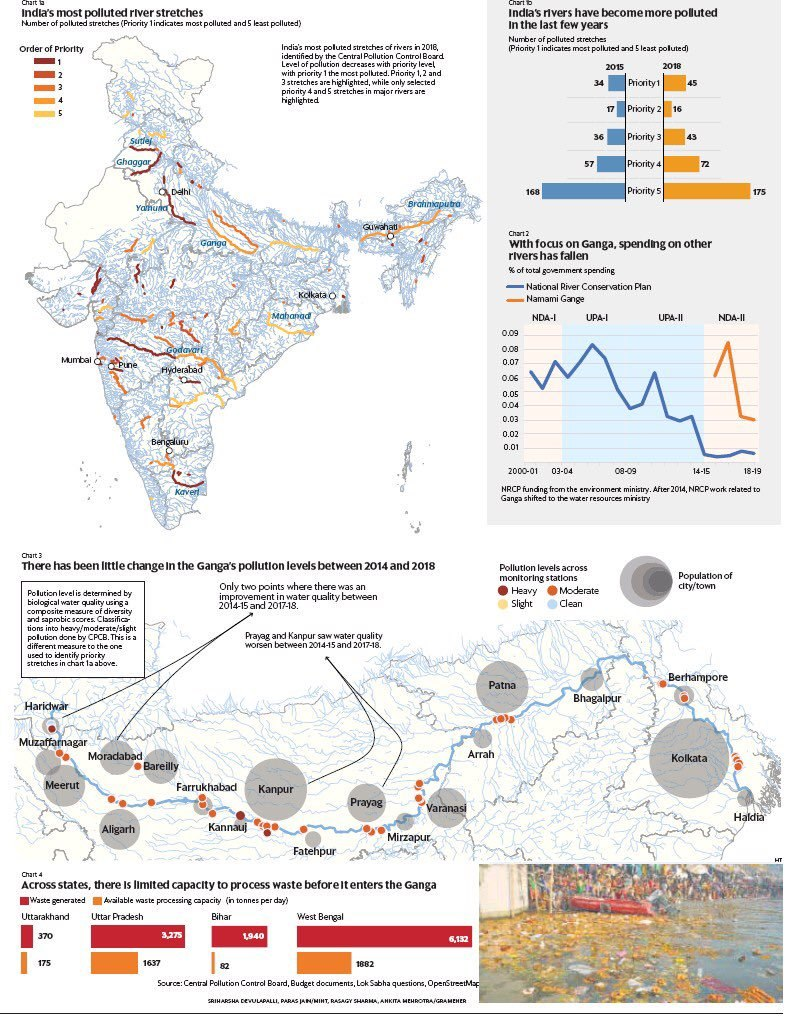 Chart 1a
India's most polluted river stretches
Number of polluted stretches (Priority 1 indicates most polluted and 5 least polluted)
Order of Priority
1
2
3
4
5
India's most polluted stretches of rivers in 2018,
identified by the Central Pollution Control Board.
Level of pollution decreases with priority level,
with priority 1 the most polluted. Priority 1, 2 and
3 stretches are highlighted, while only selected
priority 4 and 5 stretches in major rivers are
highlighted.
Sutlej
Ghaggar
Delhi
Yamuna
Ganga
Brahmaputra
Guwahati
Kolkata
Mahanadi
Godavari
Mumbai
Pune
Hyderabad
Bengaluru
Kaveri
Chart 1b
India's rivers have become more polluted
in the last few years
Number of polluted stretches
(Priority 1 indicates most polluted and 5 least polluted)
2015 2018
34 Priority 1 45
17 Priority 2 16
36 Priority 3 43
57 Priority 4 72
168 Priority 5 175
Chart 2
With focus on Ganga, spending on other
rivers has fallen
% of total government spending
National River Conservation Plan
Namami Gange
NDA-I UPA-I UPA-II NDA-II
0.09
0.08
0.07
0.06
0.05
0.04
0.03
0.02
0.01
2000-01 03-04 08-09 14-15 18-19
NRCP funding from the environment ministry. After 2014, NRCP work related to
Ganga shifted to the water resources ministry
Chart 3
There has been little change in the Ganga's pollution levels between 2014 and 2018
Pollution level is determined by
biological water quality using a
composite measure of diversity
and saprobic scores. Classifica-
tions into heavy/moderate/slight
pollution done by CPCB. This is a
different measure to the one
used to identify priority
stretches in chart 1a above.
Only two points where there was an
improvement in water quality between
2014-15 and 2017-18.
Prayag and Kanpur saw water quality
worsen between 2014-15 and 2017-18.
Pollution levels across
monitoring stations
Heavy Moderate
Slight Clean
Population of
city/town
Haridwar
Muzaffarnagar
Meerut
Moradabad
Bareilly
Aligarh
Farrukhabad
Kannauj
Kanpur
Fatehpur
Prayag
Mirzapur
Varanasi
Arrah
Patna
Bhagalpur
Berhampore
Kolkata
Haldia
HT
Chart 4
Across states, there is limited capacity to process waste before it enters the Ganga
Waste generated Available waste processing capacity (in tonnes per day)
Uttarakhand Uttar Pradesh Bihar West Bengal
370 3,275 1,940 6,132
175 1637 82 1882
Source: Central Pollution Control Board, Budget documents, Lok Sabha questions, OpenStreetMap
SRIHARSHA DEVULAPALLI, PARAS JAIN/MINT, RASAGY SHARMA, ANKITA MEHROTRA/GRAMENER